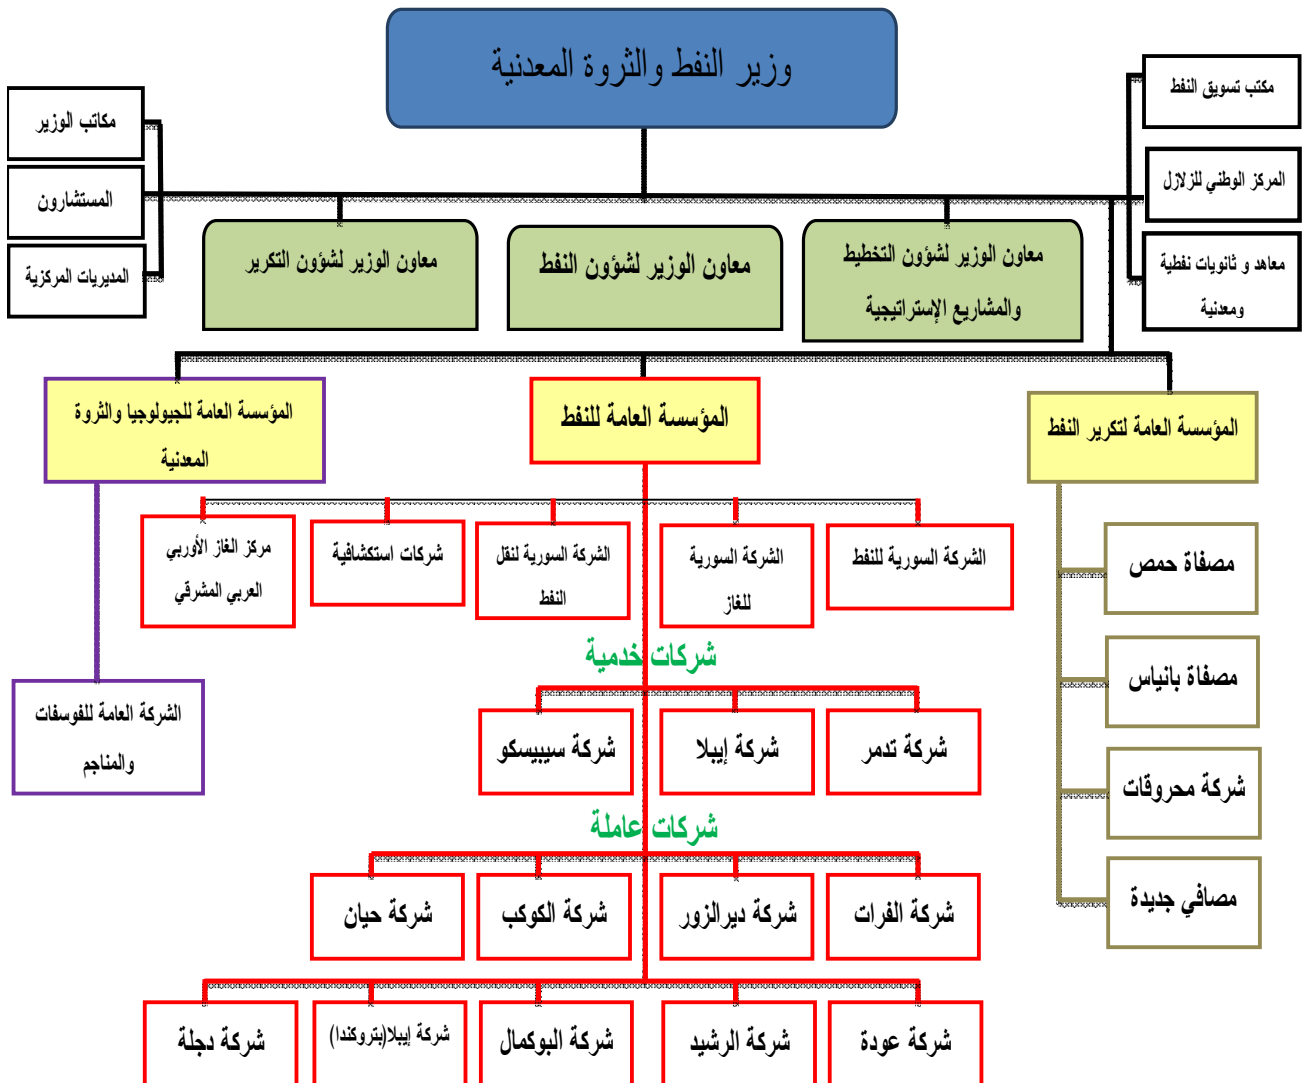 وزير النفط والثروة المعدنية
مكتب تسويق النفط
المركز الوطني للزلازل
معاهد و ثانويات نفطية
ومعدنية
مكاتب الوزير
المستشارون
المديريات المركزية
معاون الوزير لشؤون التخطيط
والمشاريع الإستراتيجية
معاون الوزير لشؤون النفط
معاون الوزير لشؤون التكرير
المؤسسة العامة لتكرير النفط
المؤسسة العامة للنفط
المؤسسة العامة للجيولوجيا والثروة
المعدنية
مصفاة حمص
مصفاة بانياس
شركة محروقات
مصافي جديدة
الشركة السورية للنفط
الشركة السورية
للغاز
الشركة السورية لنقل
النفط
شركات استكشافية
مركز الغاز الأوربي
العربي المشرقي
شركات خدمية
شركة تدمر
شركة إيبلا
شركة سيبيسكو
شركات عاملة
شركة الفرات
شركة ديرالزور
شركة الكوكب
شركة حيان
شركة عودة
شركة الرشيد
شركة البوكمال
شركة إيبلا(بتروكندا)
شركة دجلة
الشركة العامة للفوسفات
والمناجم